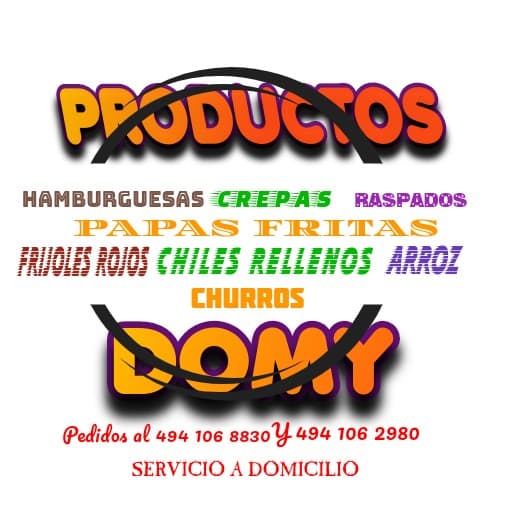 PRODUCTOS
HAMBURGUESAS CREPAS RASPADOS
PAPAS FRITAS
FRIJOLES ROJOS CHILES RELLENOS ARROZ
CHURROS
DOMY
Pedidos al 494 106 8830 Y 494 106 2980
SERVICIO A DOMICILIO